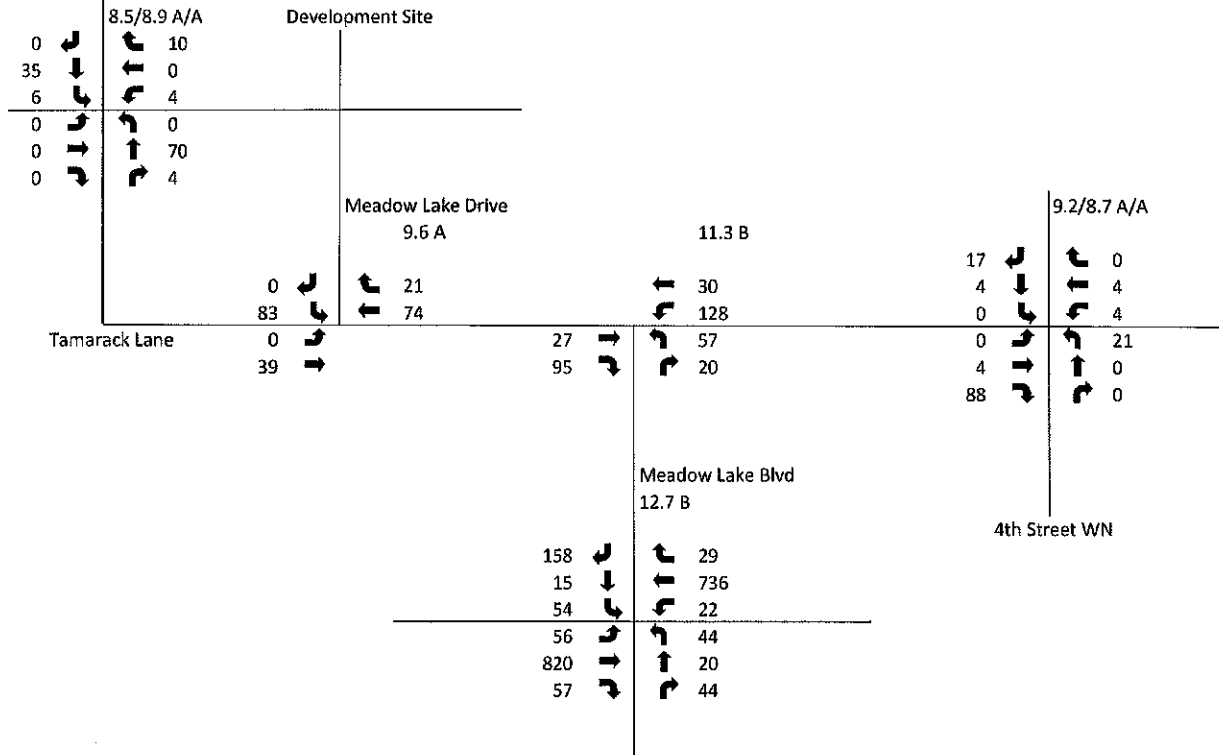 8.5/8.9 A/A
Development Site
0 10
35 0
6 4
0 0
0 70
0 4
Meadow Lake Drive
9.6 A
0 21
83 74
Tamarack Lane
0
39
11.3 B
30
128
27 57
95 20
9.2/8.7 A/A
17 0
4 4
0 4
0 21
4 0
88 0
4th Street WN
Meadow Lake Blvd
12.7 B
158 29
15 736
54 22
56 44
820 20
57 44